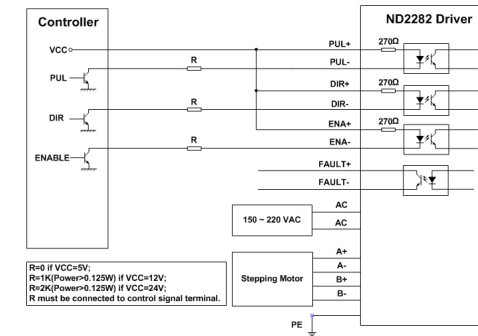 Controller
ND2282 Driver
VCC
PUL
DIR
ENABLE
R
R
R
PUL+
270Ω
PUL-
DIR+
270Ω
DIR-
ENA+
270Ω
ENA-
FAULT+
FAULT-
150 ~ 220 VAC
AC
AC
Stepping Motor
A+
A-
B+
B-
PE
R=0 if VCC=5V;
R=1K(Power>0.125W) if VCC=12V;
R=2K(Power>0.125W) if VCC=24V;
R must be connected to control signal terminal.